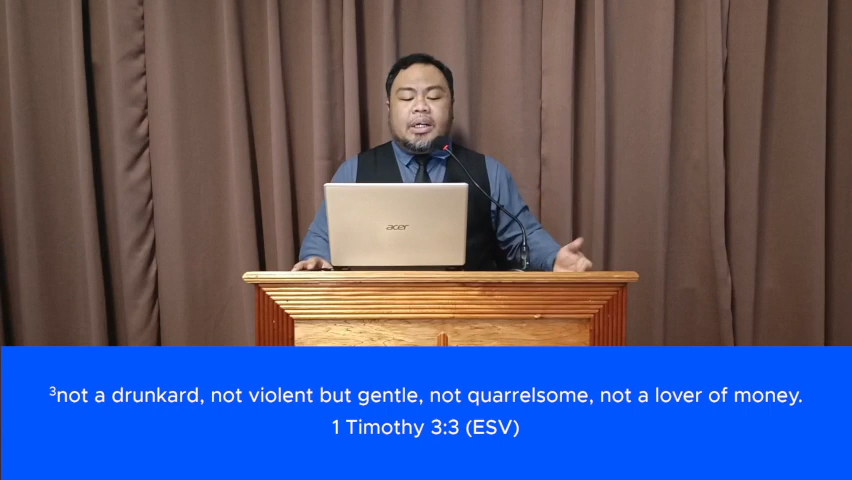 acer
³not a drunkard, not violent but gentle, not quarrelsome, not a lover of money.
1 Timothy 3:3 (ESV)